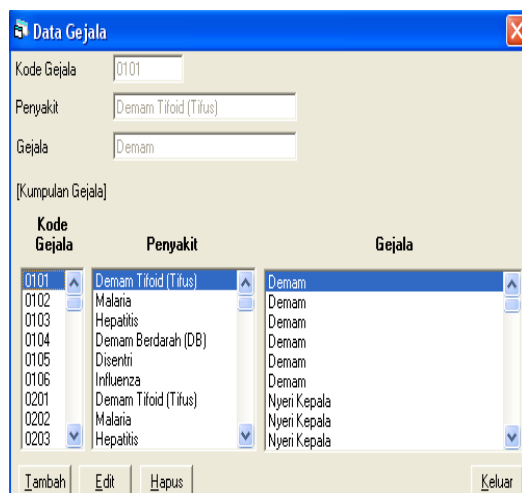 Data Gejala
Kode Gejala 0101
Penyakit Demam Tifoid (Tifus)
Gejala Demam
[Kumpulan Gejala]
Kode Gejala Penyakit Gejala
0101 Demam Tifoid (Tifus) Demam
0102 Malaria Demam
0103 Hepatitis Demam
0104 Demam Berdarah (DB) Demam
0105 Disentri Demam
0106 Influenza Demam
0201 Demam Tifoid (Tifus) Nyeri Kepala
0202 Malaria Nyeri Kepala
0203 Hepatitis Nyeri Kepala
Tambah Edit Hapus Keluar